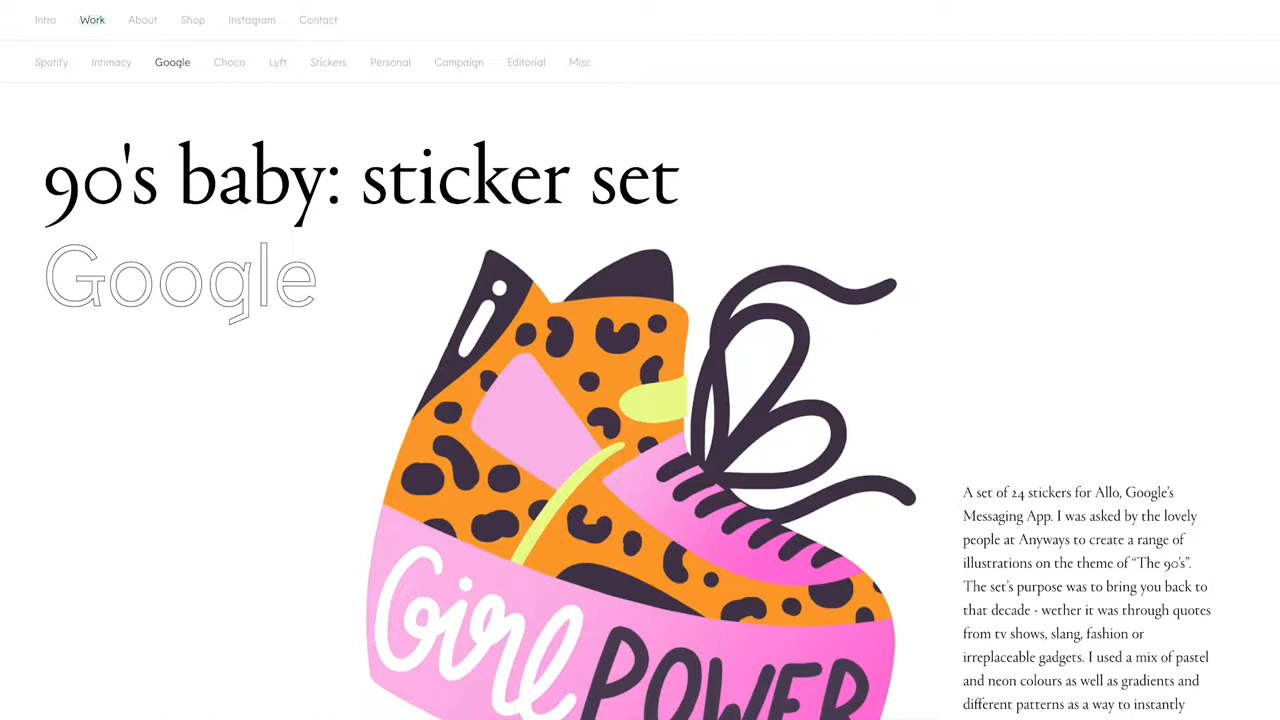 Intro Work About Shop Instagram Contact
Spotify Intimacy Google Choco Lyft Stickers Personal Campaign Editorial Misc
90's baby: sticker set
Google
Girl POWER
A set of 24 stickers for Allo, Google's
Messaging App. I was asked by the lovely
people at Anyways to create a range of
illustrations on the theme of “The 90’s”.
The set's purpose was to bring you back to
that decade - wether it was through quotes
from tv shows, slang, fashion or
irreplaceable gadgets. I used a mix of pastel
and neon colours as well as gradients and
different patterns as a way to instantly